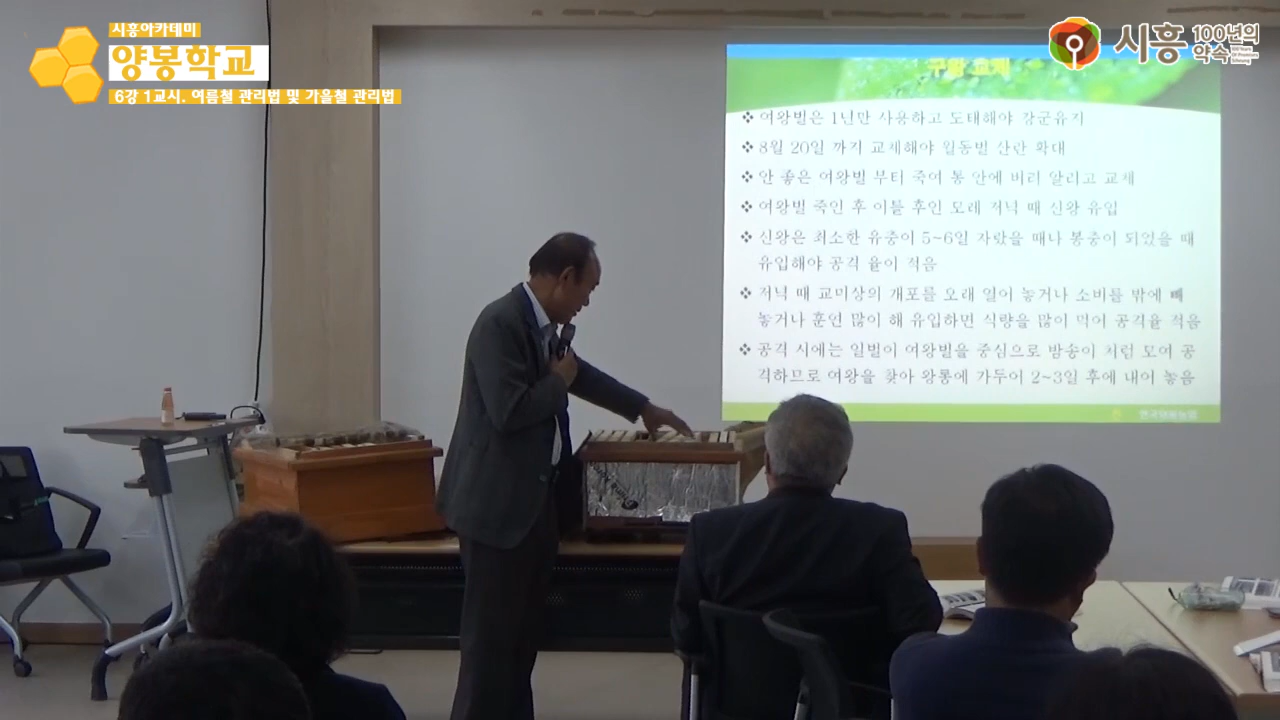 시흥아카데미
양봉학교
6강 1교시. 여름철 관리법 및 가을철 관리법
시흥 100년의 약속
구왕 교체
❖ 여왕벌은 1년만 사용하고 도태해야 강군유지
❖ 8월 20일 까지 교체해야 월동벌 산란 확대
❖ 안 좋은 여왕벌 부터 죽여 통 안에 버려 알리고 교체
❖ 여왕벌 죽인 후 이틀 후인 모레 저녁 때 신왕 유입
❖ 신왕은 최소한 유충이 5~6일 자랐을 때나 봉충이 되었을 때
유입해야 공격 율이 적음
❖ 저녁 때 교미상의 개포를 오래 열어 놓거나 소비를 밖에 빼
놓거나 훈연 많이 해 유입하면 식량을 많이 먹어 공격율 적음
❖ 공격 시에는 일벌이 여왕벌을 중심으로 밤송이 처럼 모여 공
격하므로 여왕을 찾아 왕롱에 가두어 2~3일 후에 내어 놓음